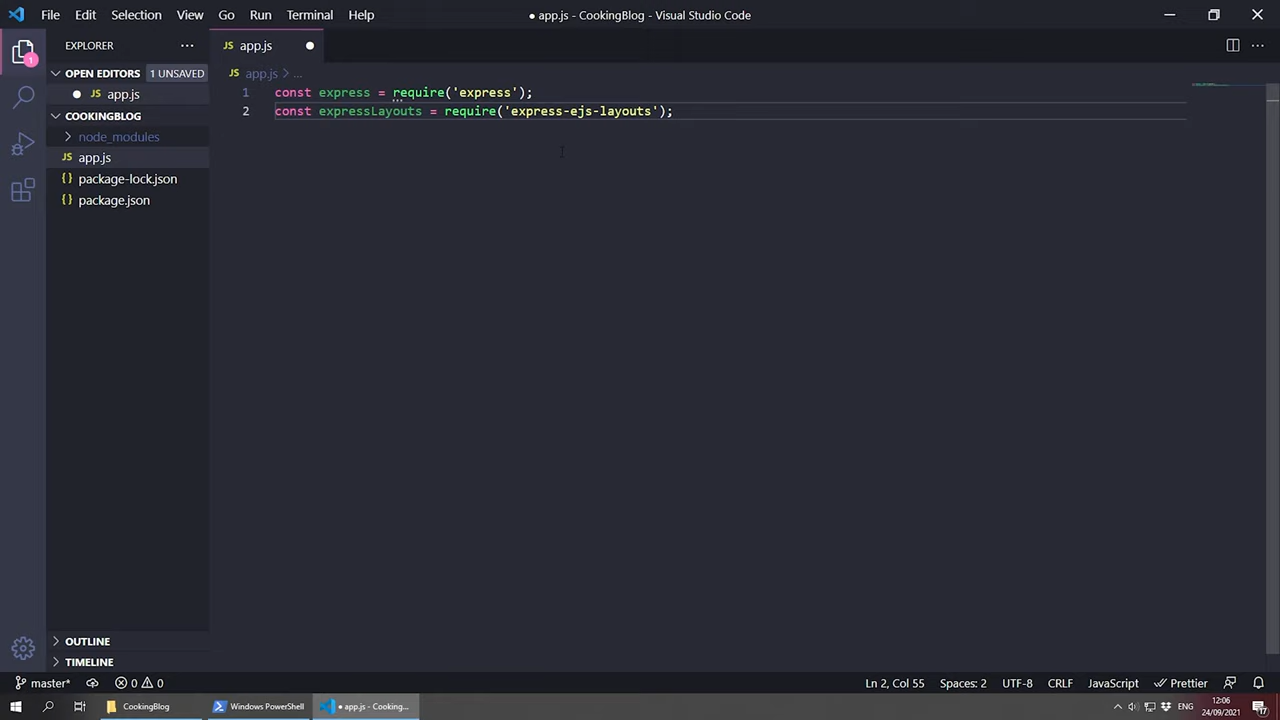 File Edit Selection View Go Run Terminal Help
● app.js - CookingBlog - Visual Studio Code
EXPLORER
JS app.js
OPEN EDITORS 1 UNSAVED
JS app.js > ...
JS app.js
1 const express = require('express');
2 const expressLayouts = require('express-ejs-layouts');
COOKINGBLOG
node_modules
JS app.js
{} package-lock.json
{} package.json
1
OUTLINE
TIMELINE
master* 0 0 Ln 2, Col 55 Spaces: 2 UTF-8 CRLF JavaScript Prettier
CookingBlog Windows PowerShell ● app.js - Cooking... ENG 12:06
24/09/2021
17